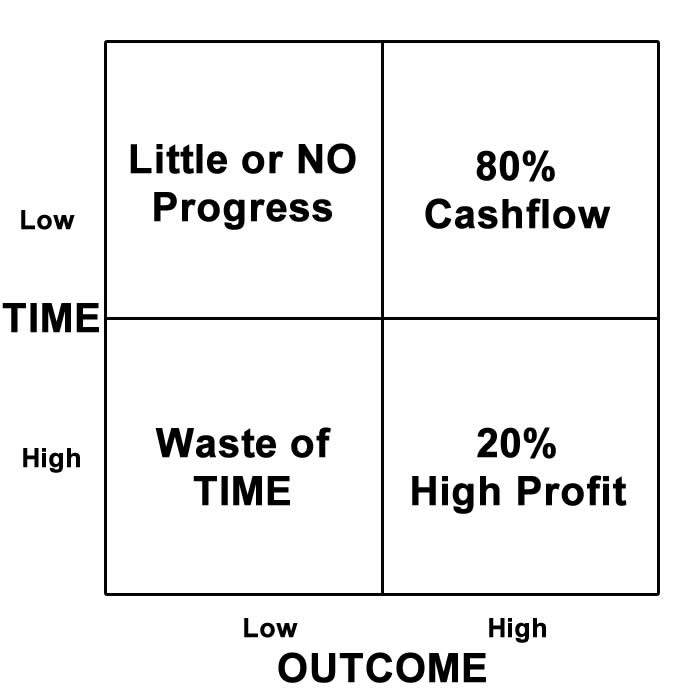 Little or NO
Progress
80%
Cashflow
Low
TIME
High
Waste of
TIME
20%
High Profit
Low
High
OUTCOME